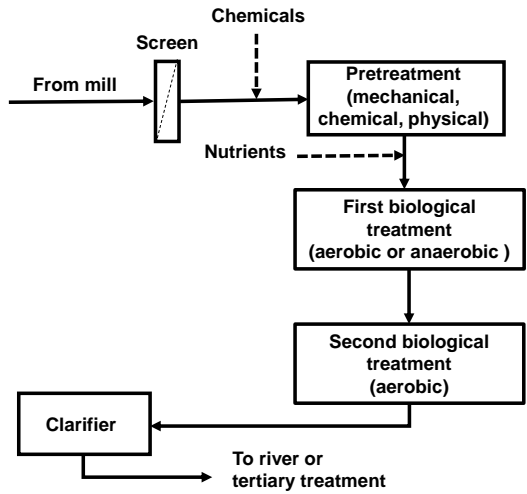 Chemicals
Screen
From mill
Pretreatment
(mechanical,
chemical, physical)
Nutrients
First biological
treatment
(aerobic or anaerobic )
Second biological
treatment
(aerobic)
Clarifier
To river or
tertiary treatment